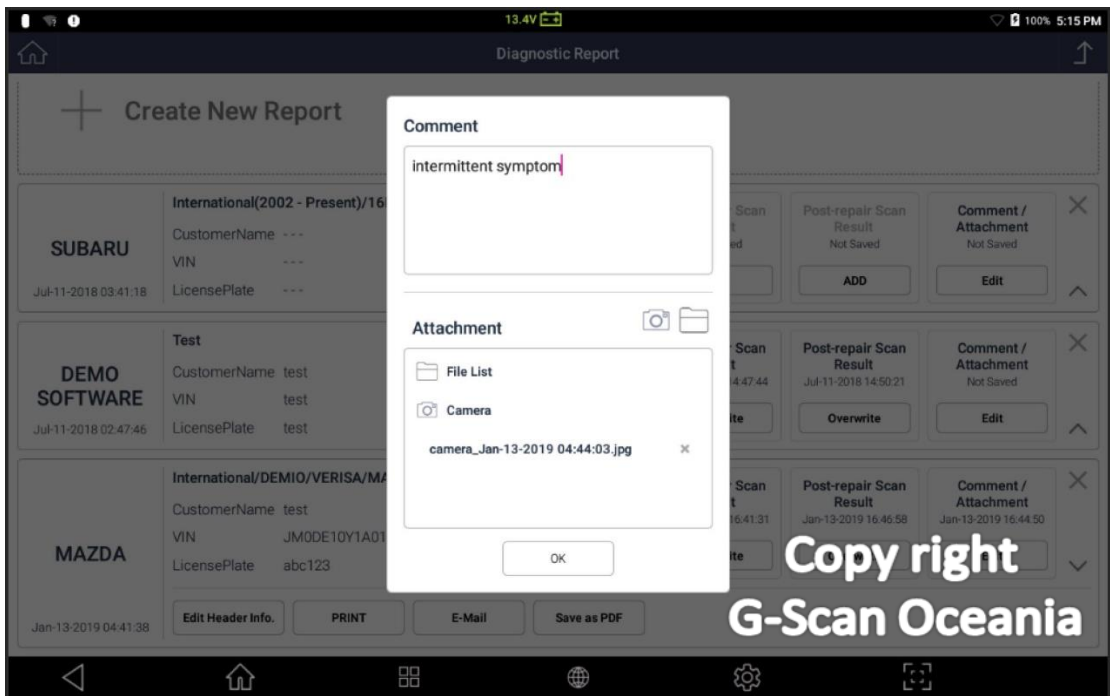 13.4V
100% 5:15 PM
Diagnostic Report
Create New Report
SUBARU
Jul-11-2018 03:41:18
International(2002 - Present)/16
CustomerName ---
VIN ---
LicensePlate ---
Scan
Post-repair Scan
Result
Not Saved
ADD
Comment /
Attachment
Not Saved
Edit
DEMO
SOFTWARE
Jul-11-2018 02:47:46
Test
CustomerName test
VIN test
LicensePlate test
Scan
14:47:44
Post-repair Scan
Result
Jul-11-2018 14:50:21
Overwrite
Comment /
Attachment
Not Saved
Edit
MAZDA
Jan-13-2019 04:41:38
International/DEMIO/VERISA/MA
CustomerName test
VIN JM0DE10Y1A01
LicensePlate abc123
Scan
16:41:31
Post-repair Scan
Result
Jan-13-2019 16:46:58
Comment /
Attachment
Jan-13-2019 16:44:50
Edit Header Info.
PRINT
E-Mail
Save as PDF
Comment
intermittent symptom
Attachment
File List
Camera
camera_Jan-13-2019 04:44:03.jpg
OK
Copy right
G-Scan Oceania